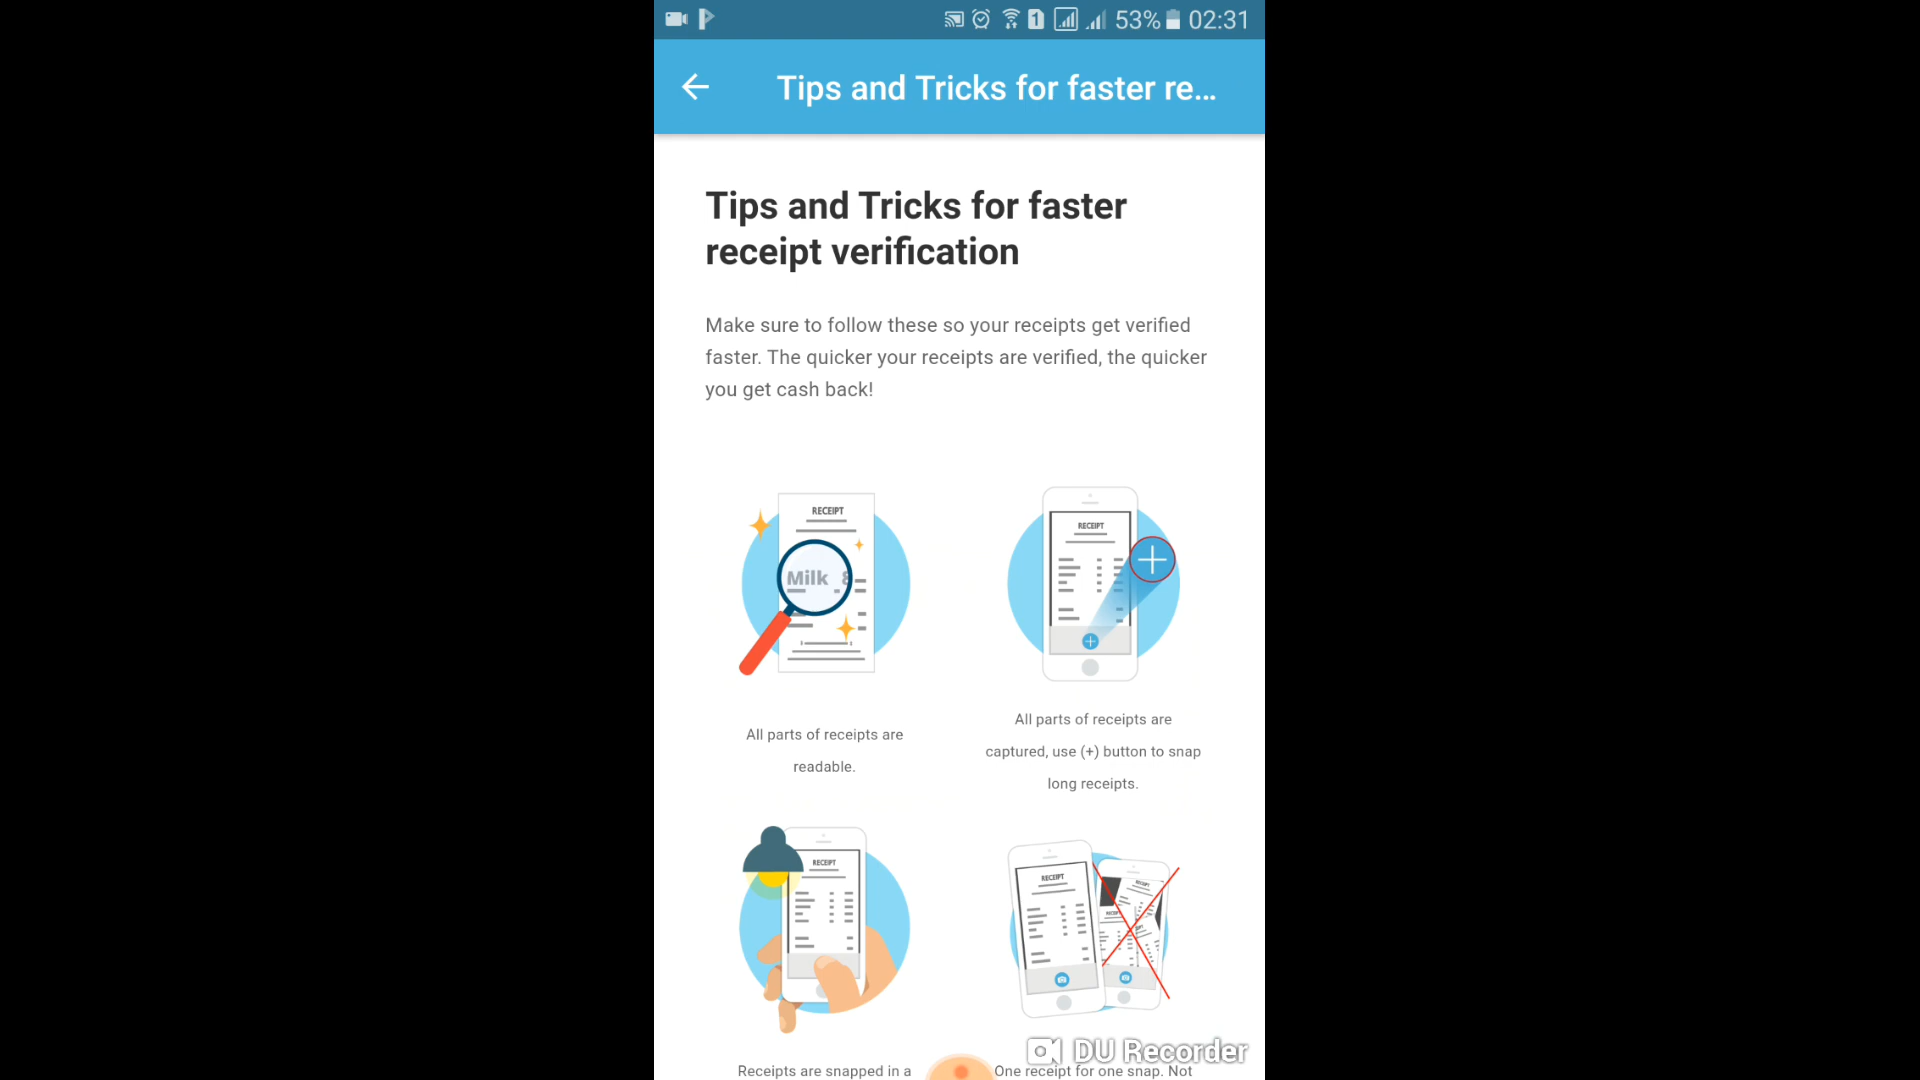 1 53% 02:31
Tips and Tricks for faster re...
Tips and Tricks for faster
receipt verification
Make sure to follow these so your receipts get verified
faster. The quicker your receipts are verified, the quicker
you get cash back!
RECEIPT
Milk 8
RECEIPT
All parts of receipts are
readable.
All parts of receipts are
captured, use (+) button to snap
long receipts.
RECEIPT
RECEIPT
RECEIPT
DU Recorder
Receipts are snapped in a
One receipt for one snap. Not